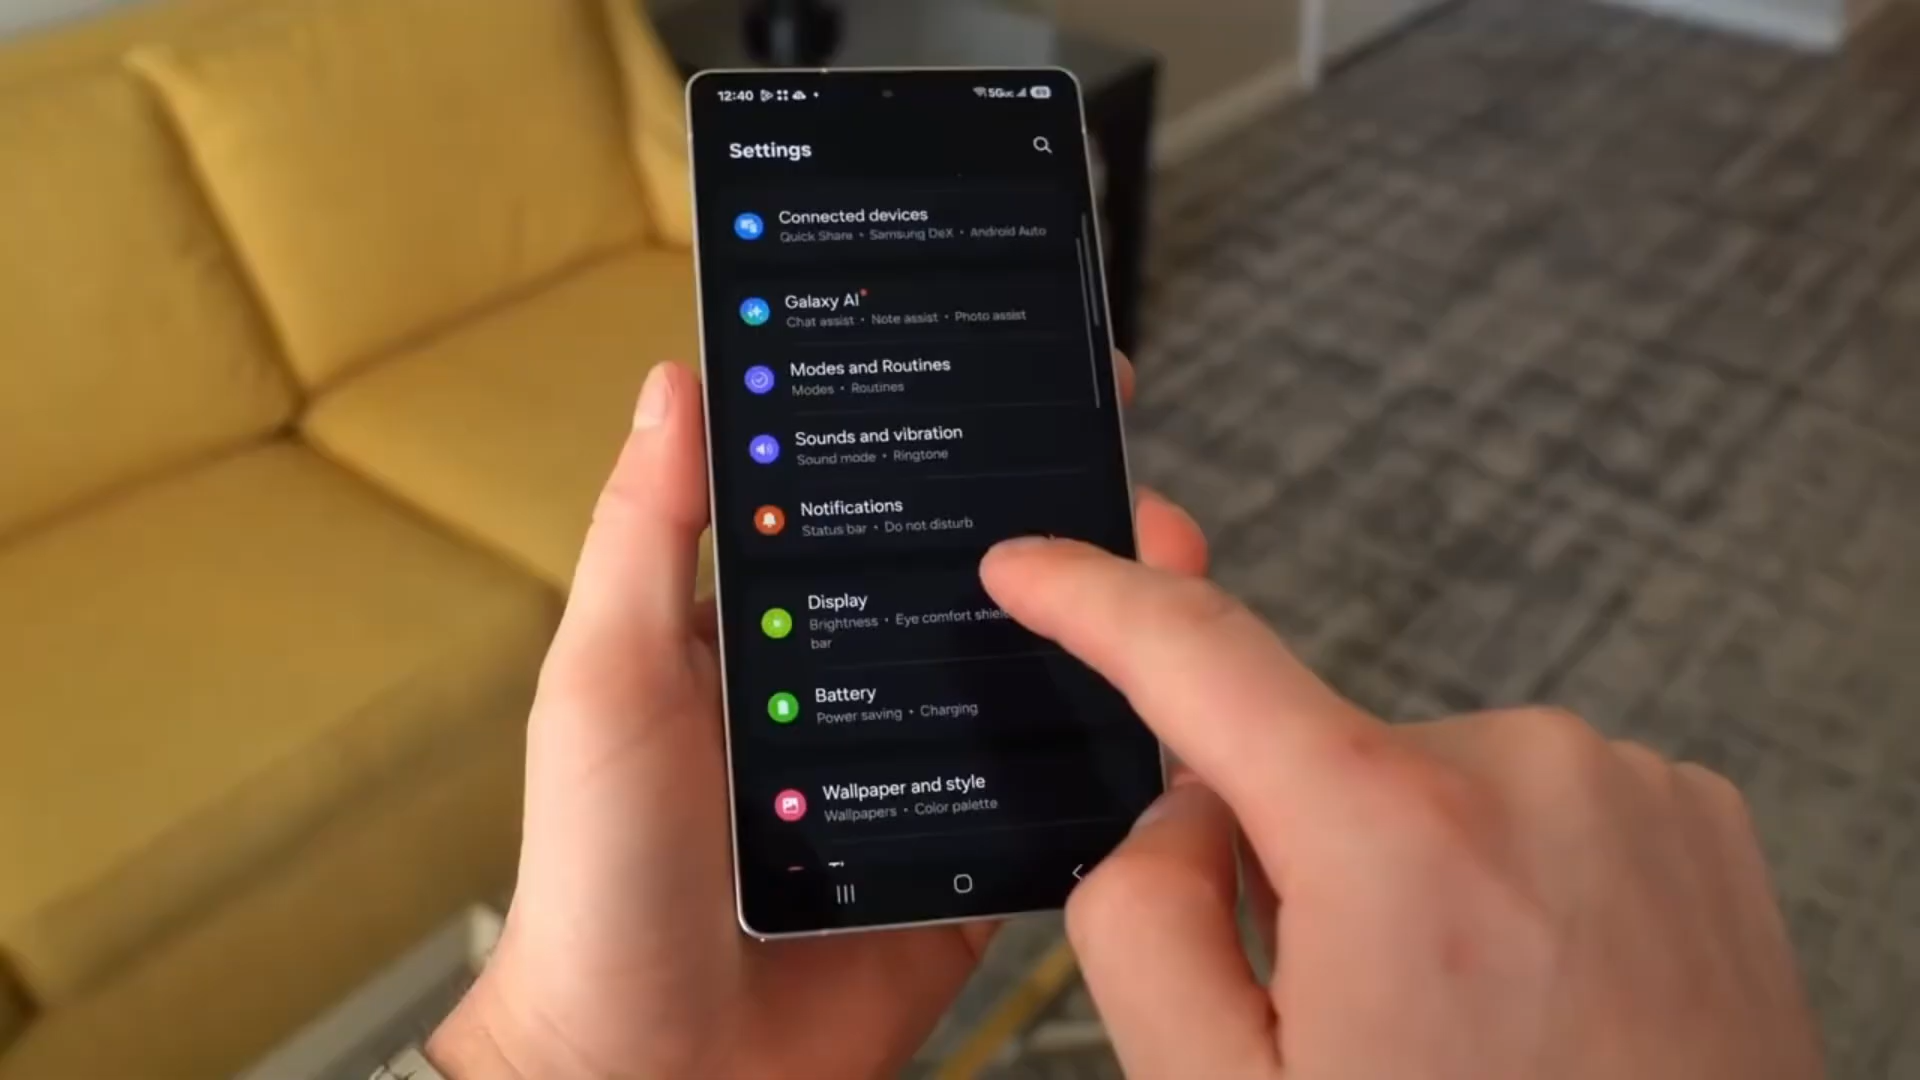 12:40
5G
Settings
Connected devices
Quick Share • Samsung DeX • Android Auto
Galaxy AI
Chat assist • Note assist • Photo assist
Modes and Routines
Modes • Routines
Sounds and vibration
Sound mode • Ringtone
Notifications
Status bar • Do not disturb
Display
Brightness • Eye comfort
bar
Battery
Power saving • Charging
Wallpaper and style
Wallpapers • Color palette